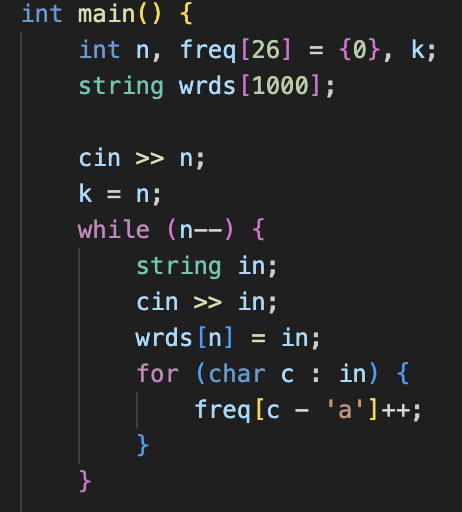 int main() {
    int n, freq[26] = {0}, k;
    string wrds[1000];

    cin >> n;
    k = n;
    while (n--) {
        string in;
        cin >> in;
        wrds[n] = in;
        for (char c : in) {
            freq[c - 'a']++;
        }
    }